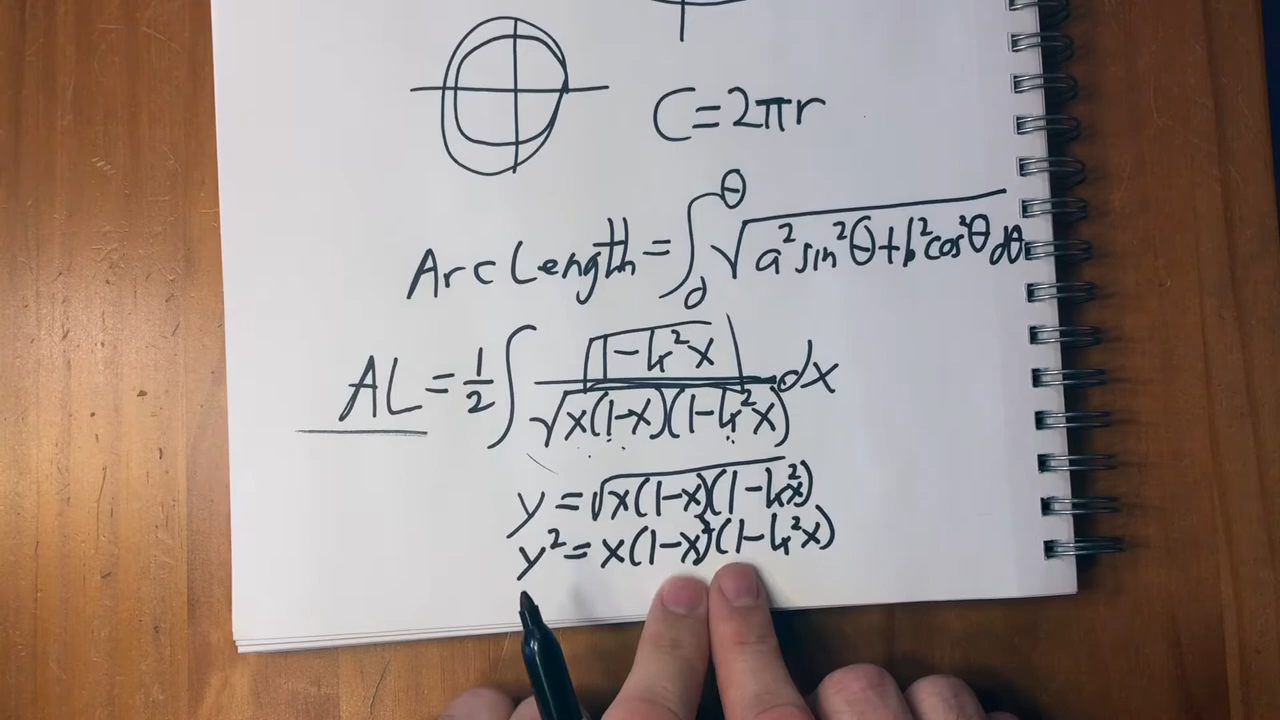 C=2πr
Arc Length = ∫₀^θ √(a²sin²θ+b²cos²θ dθ
AL = 1/2 ∫ √(1-k²x) / √(x(1-x)(1-k²x)) dx
y = √(x(1-x)(1-k²x))
y² = x(1-x)(1-k²x)